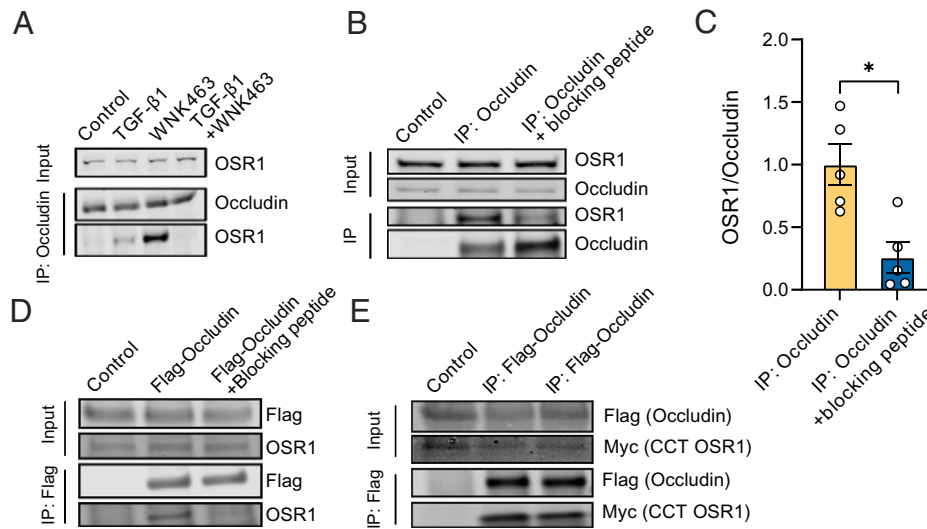 A
Control
TGF-β1
WNK463
TGF-β1
+WNK463
Input
OSR1
IP: Occludin
Occludin
OSR1
B
Control
IP: Occludin
IP: Occludin
+ blocking peptide
Input
OSR1
Occludin
IP
OSR1
Occludin
C
OSR1/Occludin
2.0
1.5
1.0
0.5
0.0
*
IP: Occludin
IP: Occludin
+blocking peptide
D
Control
Flag-Occludin
Flag-Occludin
+Blocking peptide
Input
Flag
OSR1
IP: Flag
Flag
OSR1
E
Control
IP: Flag-Occludin
IP: Flag-Occludin
Input
Flag (Occludin)
Myc (CCT OSR1)
IP: Flag
Flag (Occludin)
Myc (CCT OSR1)